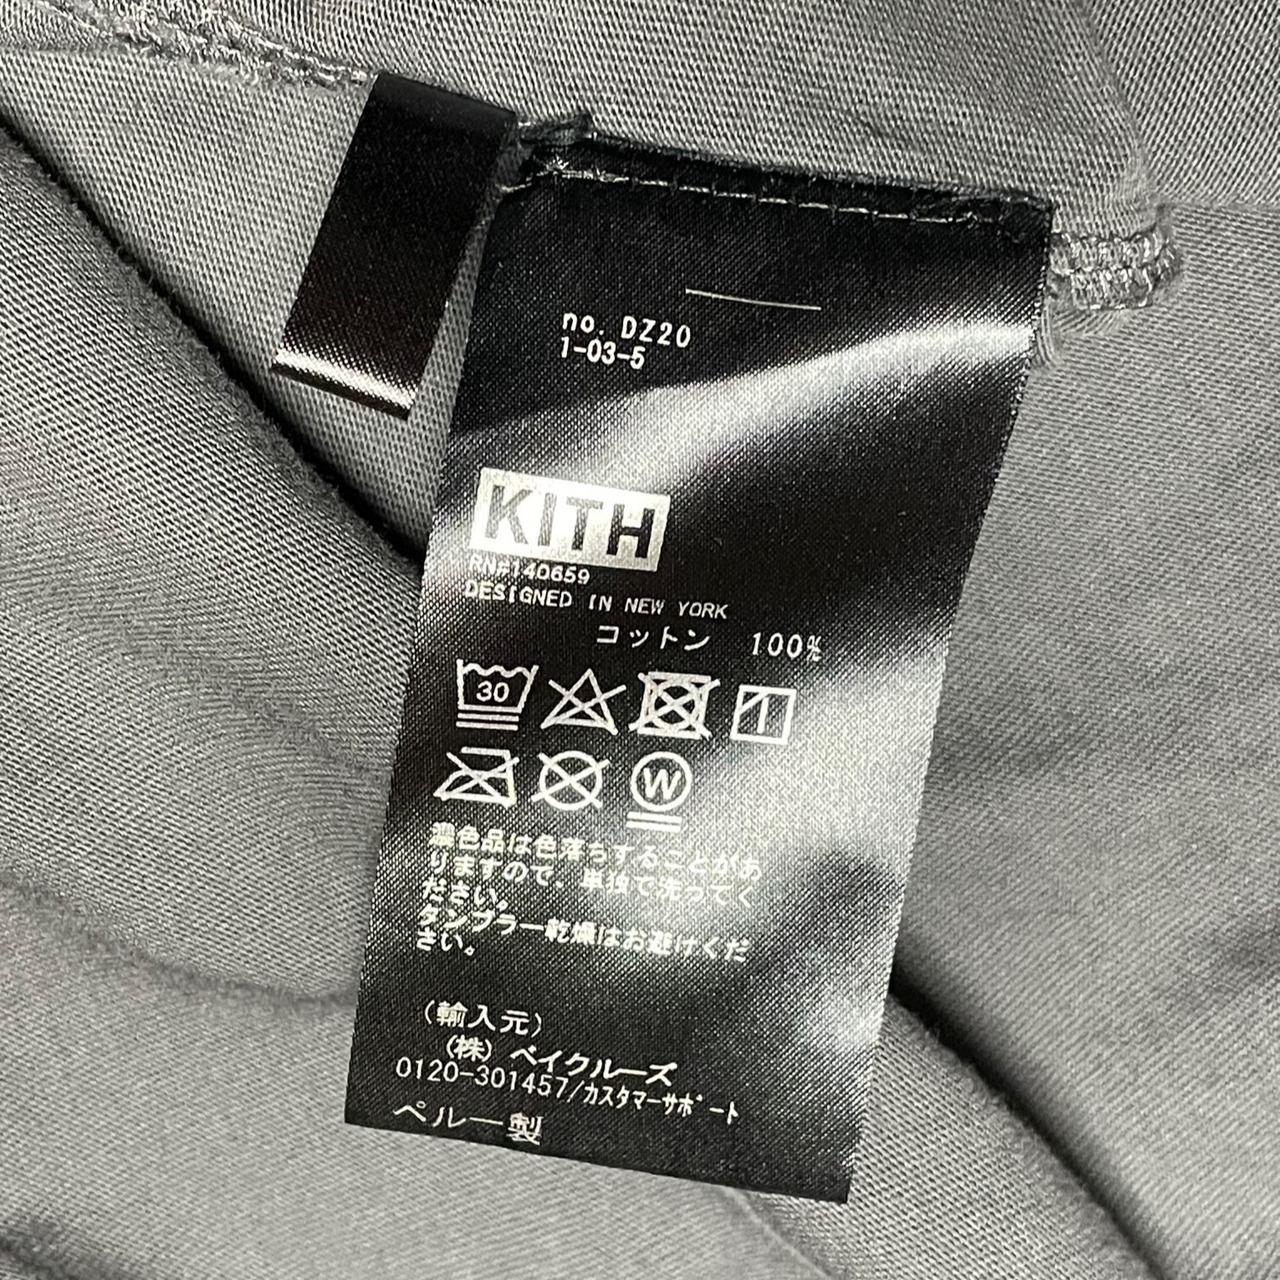 no. DZ20
1-03-5
KITH
RN#140659
DESIGNED IN NEW YORK
コットン 100%
30
W
濃色品は色落ちすることがあ
りますので、単独で洗ってく
ださい。
タンブラー乾燥はお避けくだ
さい。
(輸入元)
(株) ベイクルーズ
0120-301457/カスタマーサポート
ペルー製